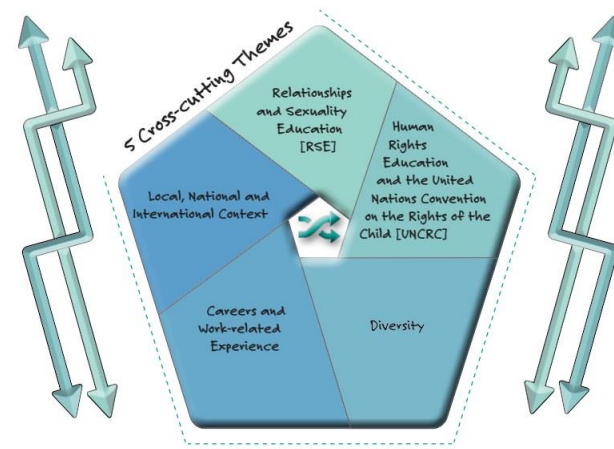 5 Cross-cutting Themes
Relationships
and Sexuality
Education
[RSE]
Human
Rights
Education
and the United
Nations Convention
on the Rights of the
Child [UNCRC]
Local, National and
International Context
Careers and
Work-related
Experience
Diversity